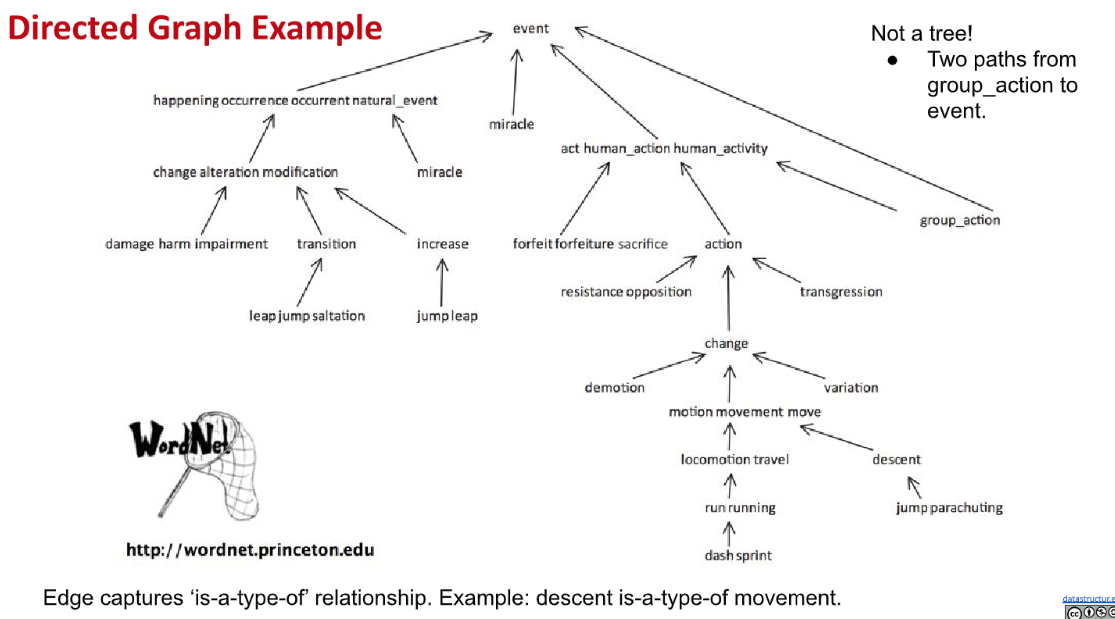 Directed Graph Example
event
Not a tree!
● Two paths from
group_action to
event.
happening occurrence occurrent natural_event
miracle
act human_action human_activity
change alteration modification
miracle
group_action
damage harm impairment
transition
increase
forfeit forfeiture sacrifice
action
resistance opposition
transgression
leap jump saltation
jump leap
change
demotion
variation
motion movement move
WordNet
locomotion travel
descent
run running
jump parachuting
http://wordnet.princeton.edu
dash sprint
Edge captures ‘is-a-type-of’ relationship. Example: descent is-a-type-of movement.